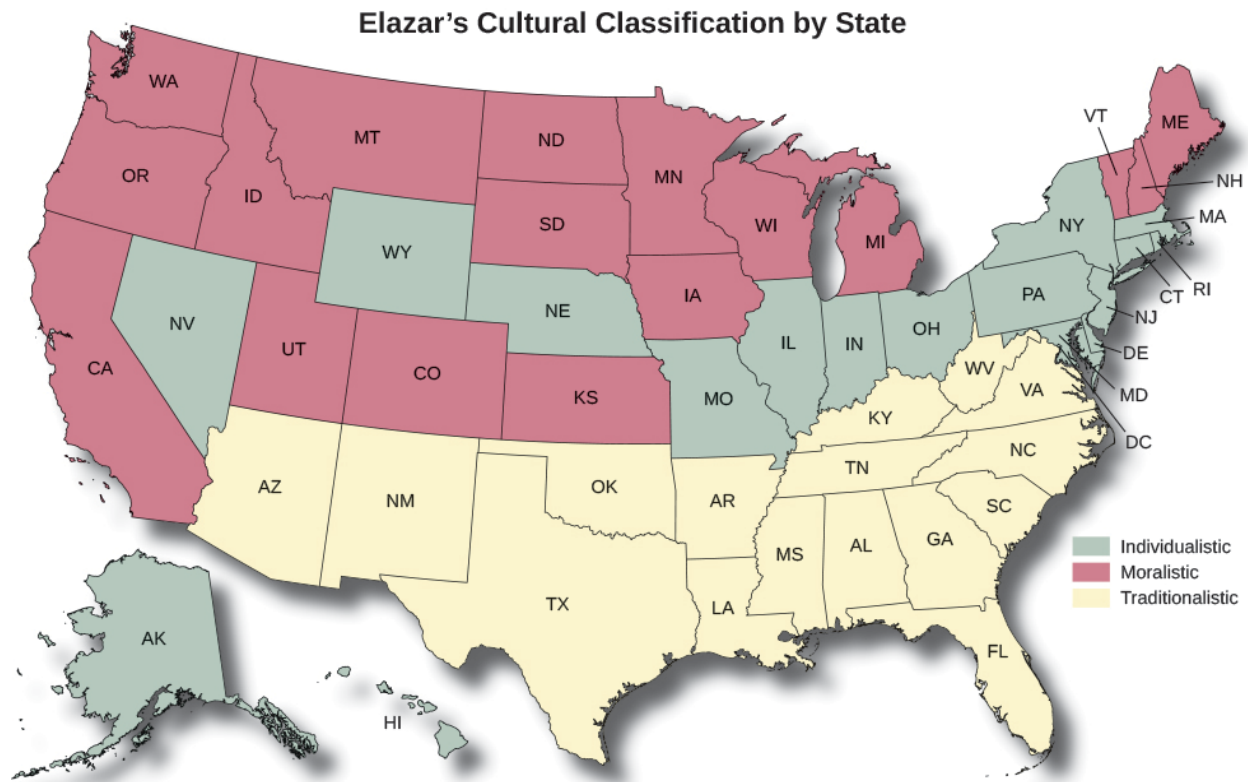 Elazar's Cultural Classification by State
WA
MT
ND
MN
VT
ME
OR
ID
SD
WI
MI
NH
NY
MA
WY
IA
NE
PA
CT
RI
NV
IL
IN
OH
NJ
UT
CO
DE
CA
KS
MO
WV
VA
MD
KY
DC
NC
TN
AZ
NM
OK
AR
SC
GA
MS
AL
Individualistic
Moralistic
Traditionalistic
TX
LA
FL
AK
HI